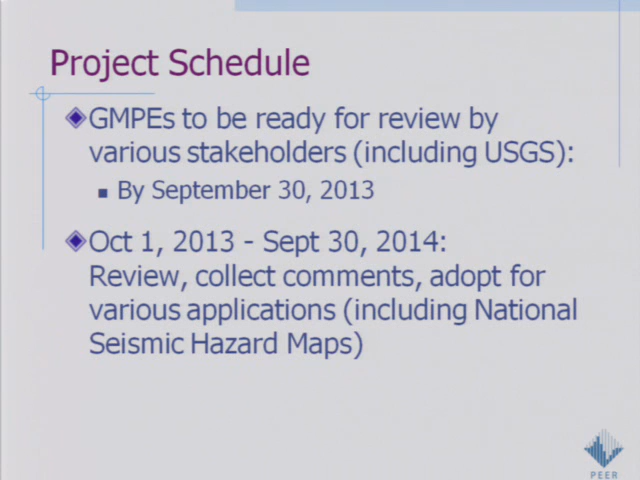 Project Schedule
GMPEs to be ready for review by
various stakeholders (including USGS):
By September 30, 2013
Oct 1, 2013 - Sept 30, 2014:
Review, collect comments, adopt for
various applications (including National
Seismic Hazard Maps)
PEER